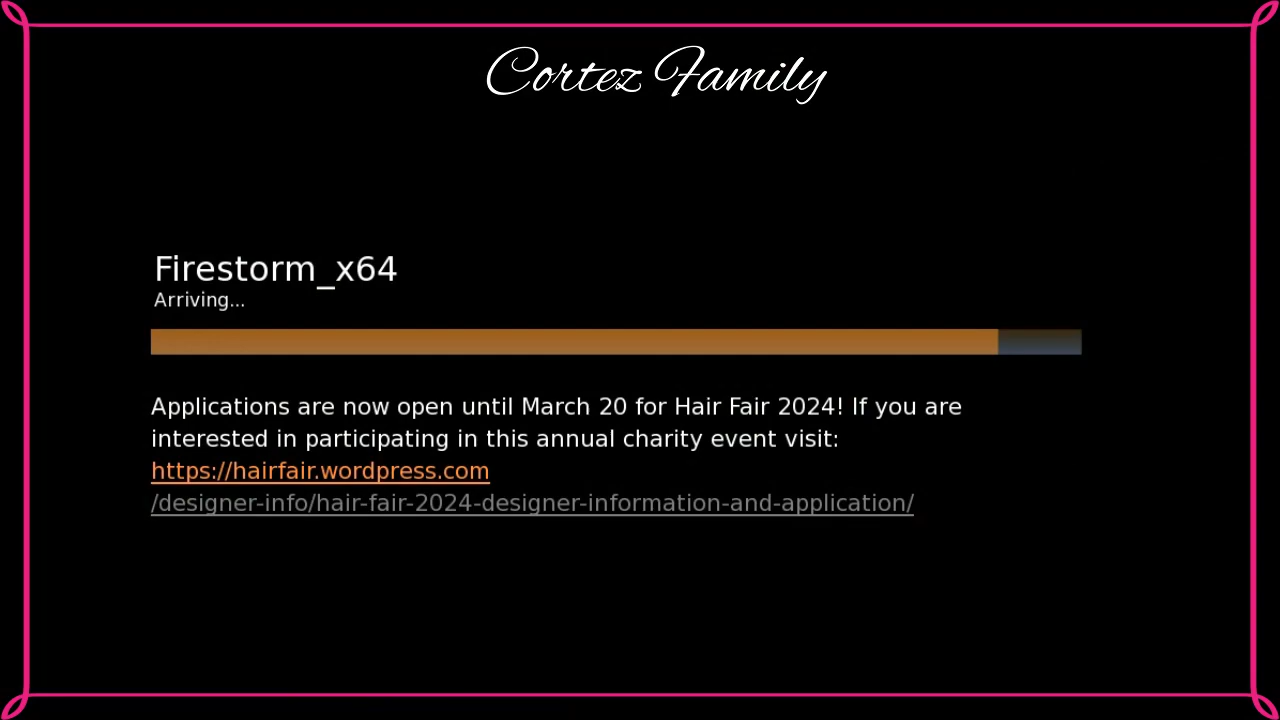 Cortez Family
Firestorm_x64
Arriving...
Applications are now open until March 20 for Hair Fair 2024! If you are
interested in participating in this annual charity event visit:
https://hairfair.wordpress.com
/designer-info/hair-fair-2024-designer-information-and-application/